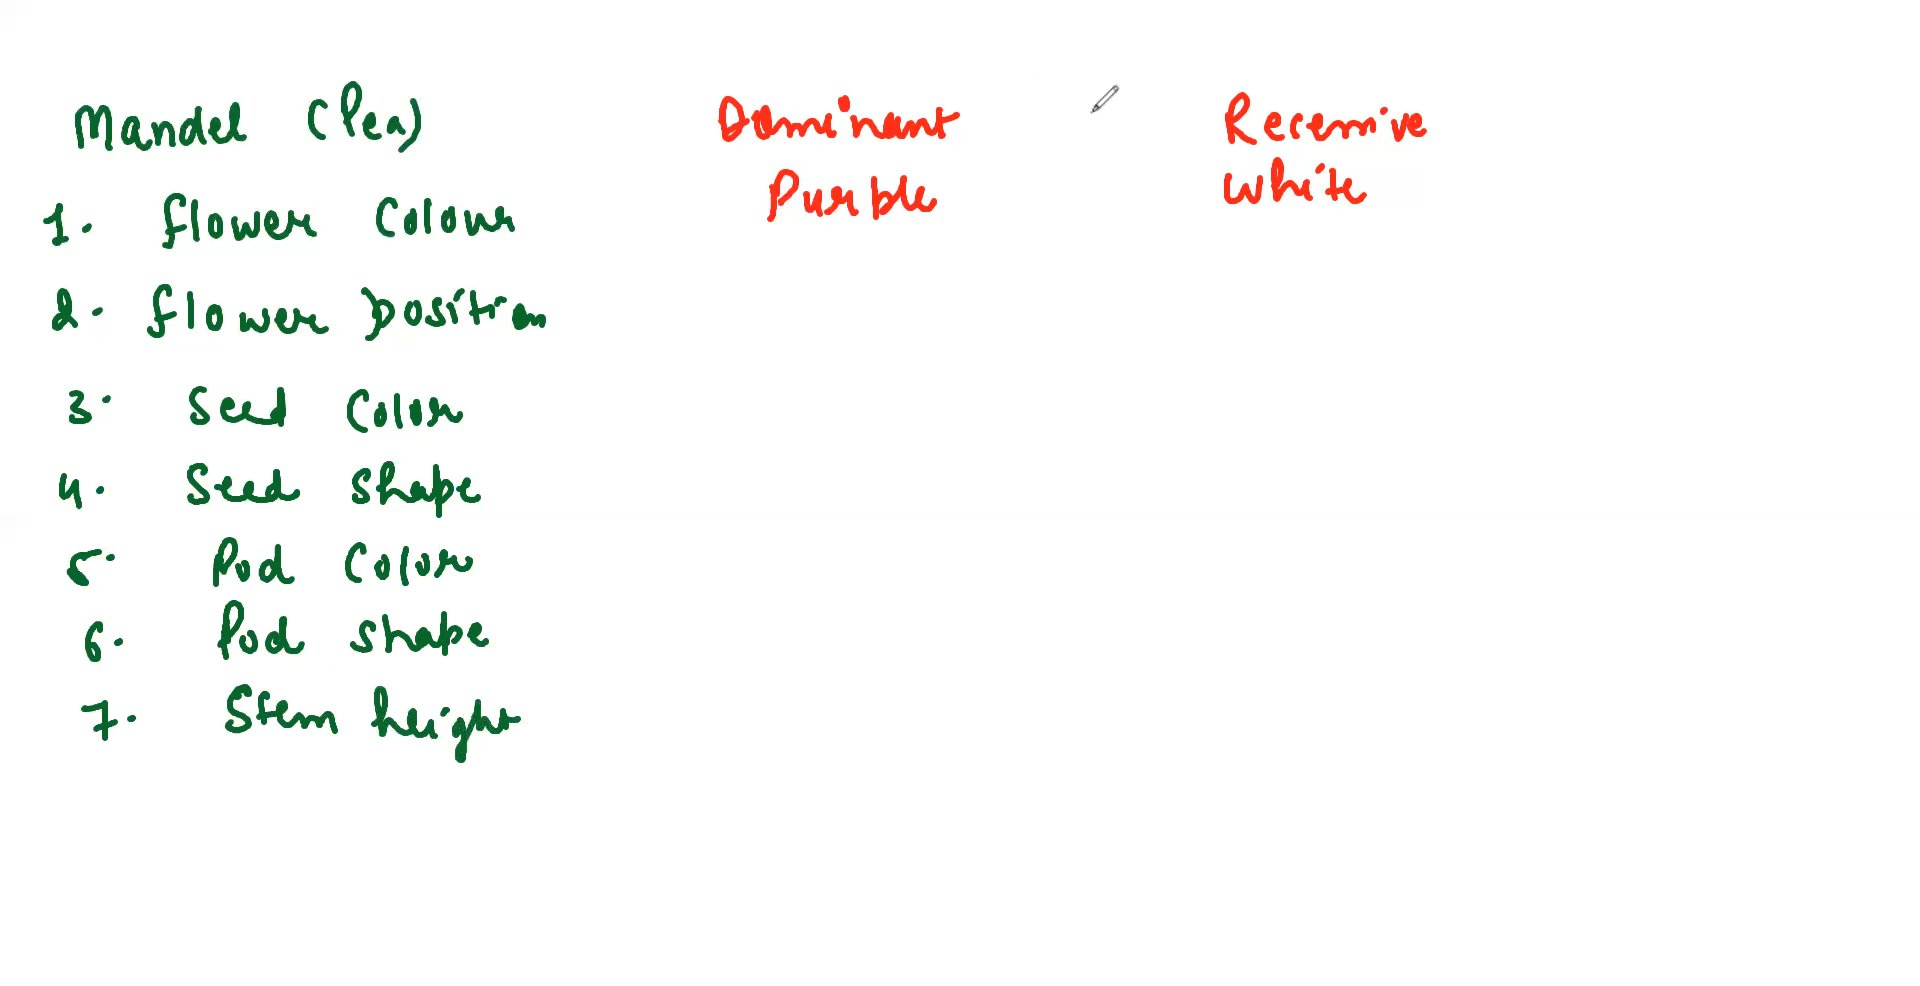 Mandel (Pea) Dominant Recessive
1. flower Colour Purble White
2. flower position
3. Seed Color
4. Seed shape
5. Pod Color
6. Pod shape
7. Stem height